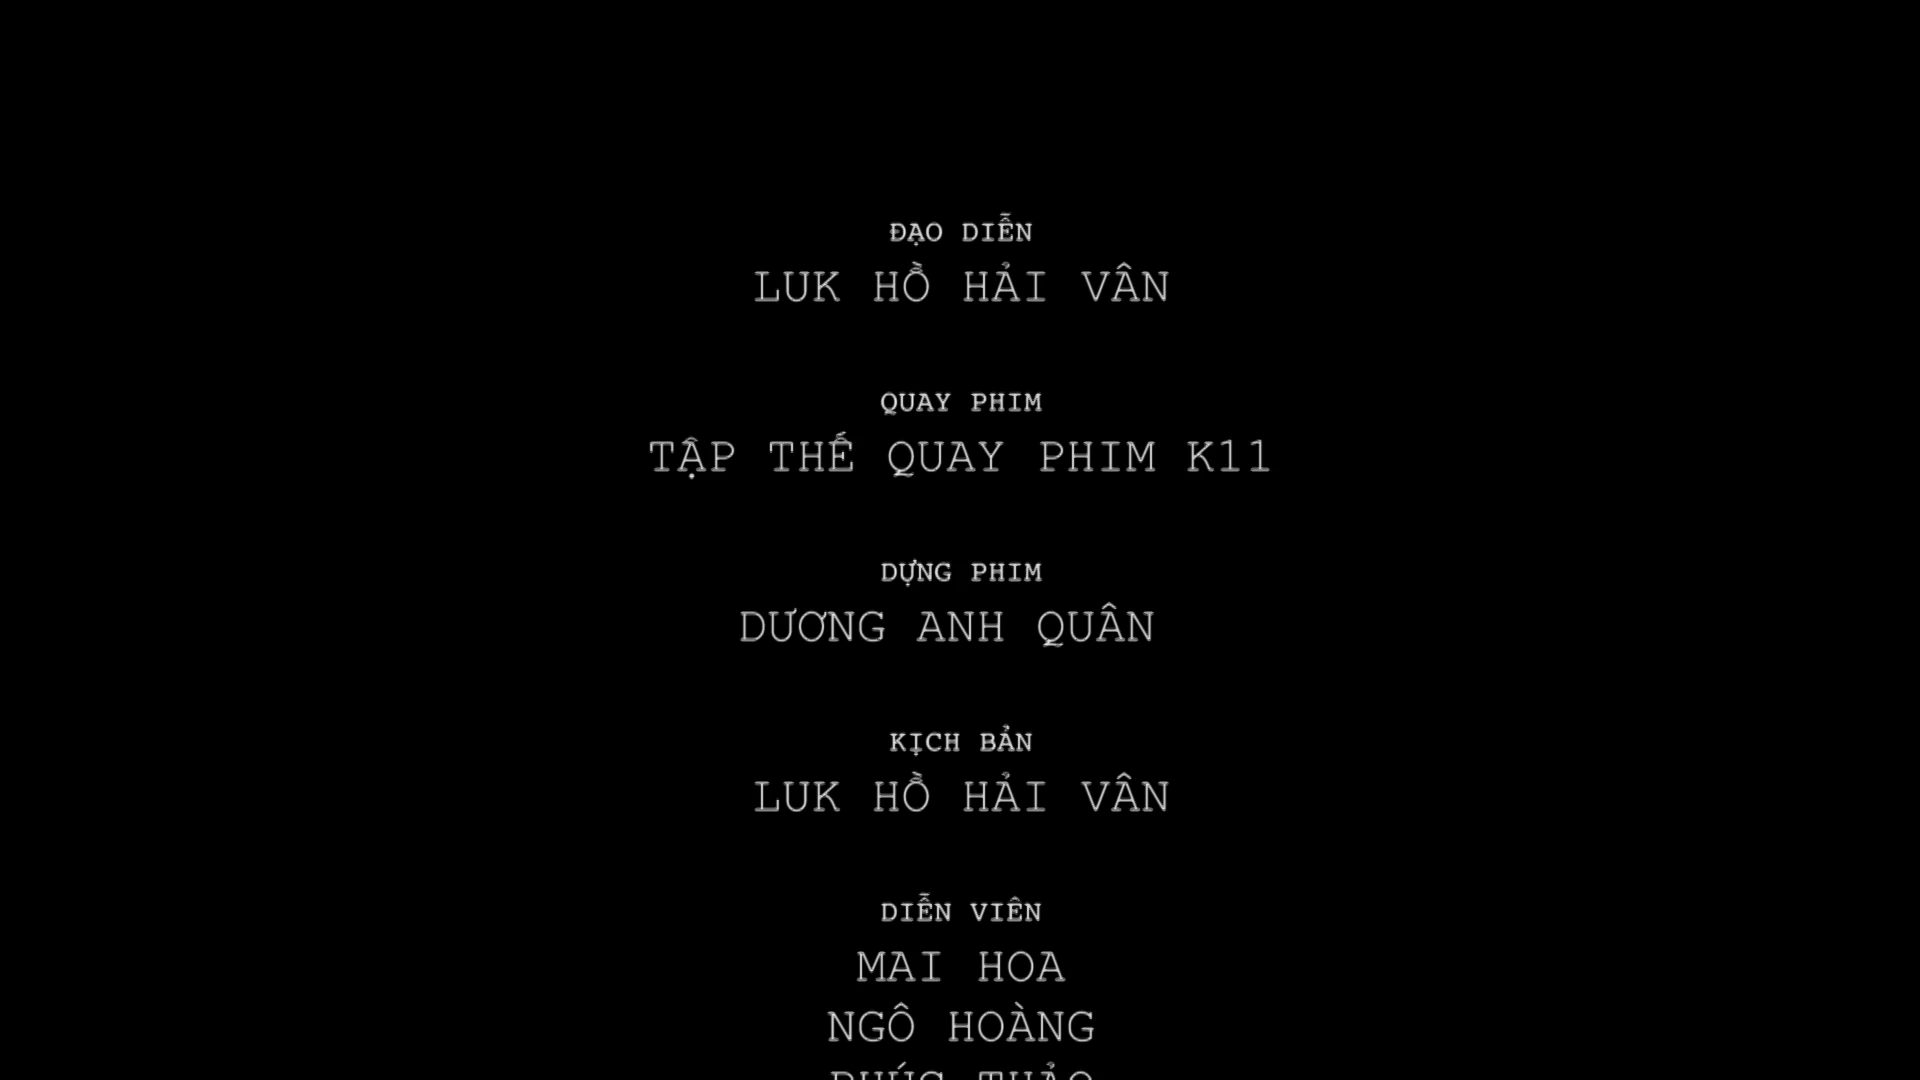 ĐẠO DIỄN
LUK HỒ HẢI VÂN
QUAY PHIM
TẬP THẾ QUAY PHIM K11
DỰNG PHIM
DƯƠNG ANH QUÂN
KỊCH BẢN
LUK HỒ HẢI VÂN
DIỄN VIÊN
MAI HOA
NGÔ HOÀNG